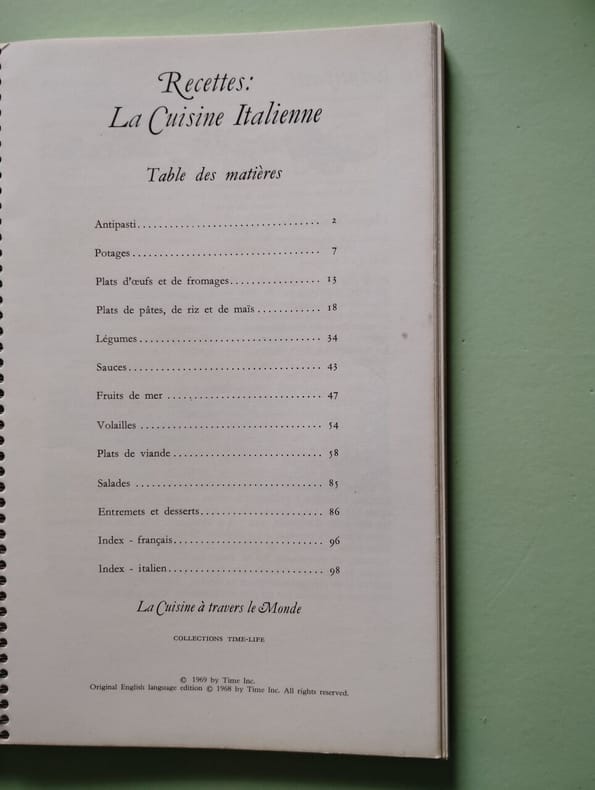 Recettes:
La Cuisine Italienne
Table des matières
Antipasti.................................. 2
Potages................................... 7
Plats d'œufs et de fromages................. 13
Plats de pâtes, de riz et de maïs ............ 18
Légumes.................................. 34
Sauces.................................... 43
Fruits de mer ............................. 47
Volailles .................................. 54
Plats de viande ............................ 58
Salades ................................... 85
Entremets et desserts....................... 86
Index - français............................ 96
Index - italien............................. 98
La Cuisine à travers le Monde
COLLECTIONS TIME-LIFE
© 1969 by Time Inc.
Original English language edition © 1968 by Time Inc. All rights reserved.